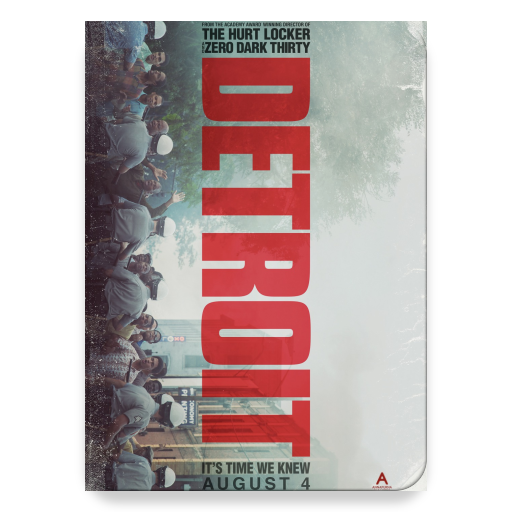 FROM THE ACADEMY AWARD WINNING DIRECTOR OF
THE HURT LOCKER
AND ZERO DARK THIRTY
DETROIT
IT'S TIME WE KNEW
AUGUST 4
A